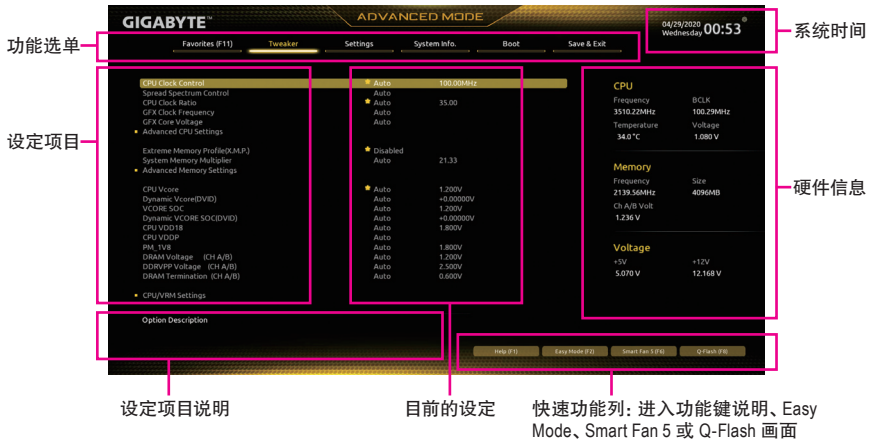 GIGABYTE™
ADVANCED MODE
04/29/2020
Wednesday 00:53
系统时间
功能选单
Favorites (F11) Tweaker Settings System Info. Boot Save & Exit
设定项目
CPU Clock Control Auto 100.00MHz
Spread Spectrum Control Auto
CPU Clock Ratio Auto 35.00
GFX Clock Frequency Auto
GFX Core Voltage Auto
Advanced CPU Settings
Extreme Memory Profile(X.M.P.) Disabled
System Memory Multiplier Auto 21.33
Advanced Memory Settings
CPU Vcore Auto 1.200V
Dynamic Vcore(DVID) Auto +0.00000V
VCORE SOC Auto 1.200V
Dynamic VCORE SOC(DVID) Auto +0.00000V
CPU VDD18 Auto 1.800V
CPU VDDP Auto
PM_1V8 Auto 1.800V
DRAM Voltage (CH A/B) Auto 1.200V
DDRVPP Voltage (CH A/B) Auto 2.500V
DRAM Termination (CH A/B) Auto 0.600V
CPU/VRM Settings
CPU
Frequency BCLK
3510.22MHz 100.29MHz
Temperature Voltage
34.0 °C 1.080 V
Memory
Frequency Size
2139.56MHz 4096MB
Ch A/B Volt
1.236 V
Voltage
+5V +12V
5.070 V 12.168 V
硬件信息
Option Description
Help (F1) Easy Mode (F2) Smart Fan 5 (F6) Q-Flash (F8)
设定项目说明
目前的设定
快速功能列: 进入功能键说明、Easy
Mode、Smart Fan 5 或 Q-Flash 画面